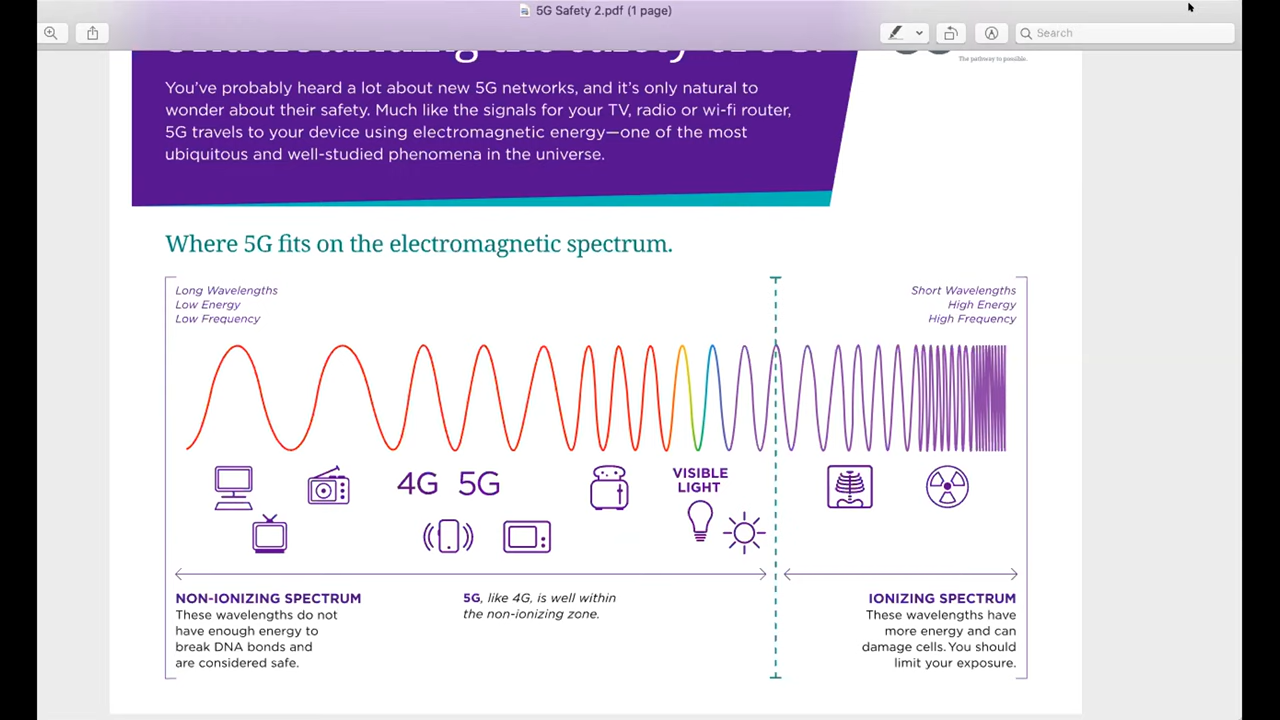 5G Safety 2.pdf (1 page)
Search
The pathway to possible.
You've probably heard a lot about new 5G networks, and it's only natural to
wonder about their safety. Much like the signals for your TV, radio or wi-fi router,
5G travels to your device using electromagnetic energy—one of the most
ubiquitous and well-studied phenomena in the universe.
Where 5G fits on the electromagnetic spectrum.
Long Wavelengths
Low Energy
Low Frequency
Short Wavelengths
High Energy
High Frequency
4G 5G
VISIBLE
LIGHT
NON-IONIZING SPECTRUM
These wavelengths do not
have enough energy to
break DNA bonds and
are considered safe.
5G, like 4G, is well within
the non-ionizing zone.
IONIZING SPECTRUM
These wavelengths have
more energy and can
damage cells. You should
limit your exposure.